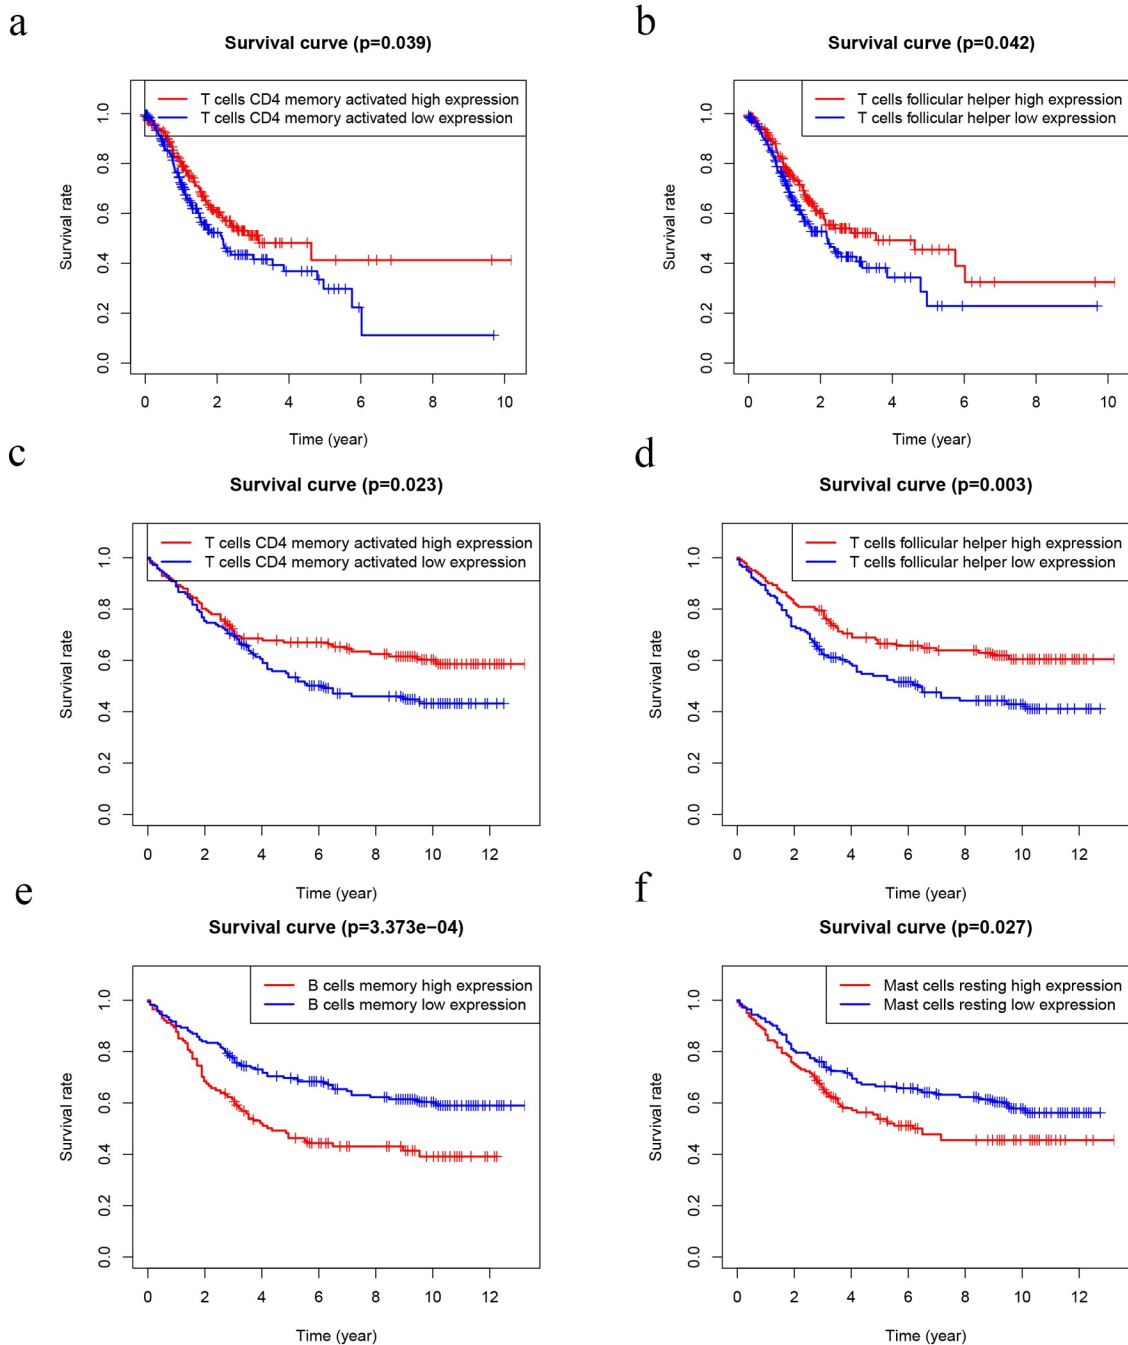 a
Survival curve (p=0.039)
T cells CD4 memory activated high expression
T cells CD4 memory activated low expression
Survival rate
0.0 0.2 0.4 0.6 0.8 1.0
0 2 4 6 8 10
Time (year)
b
Survival curve (p=0.042)
T cells follicular helper high expression
T cells follicular helper low expression
Survival rate
0.0 0.2 0.4 0.6 0.8 1.0
0 2 4 6 8 10
Time (year)
c
Survival curve (p=0.023)
T cells CD4 memory activated high expression
T cells CD4 memory activated low expression
Survival rate
0.0 0.2 0.4 0.6 0.8 1.0
0 2 4 6 8 10 12
Time (year)
d
Survival curve (p=0.003)
T cells follicular helper high expression
T cells follicular helper low expression
Survival rate
0.0 0.2 0.4 0.6 0.8 1.0
0 2 4 6 8 10 12
Time (year)
e
Survival curve (p=3.373e−04)
B cells memory high expression
B cells memory low expression
Survival rate
0.0 0.2 0.4 0.6 0.8 1.0
0 2 4 6 8 10 12
Time (year)
f
Survival curve (p=0.027)
Mast cells resting high expression
Mast cells resting low expression
Survival rate
0.0 0.2 0.4 0.6 0.8 1.0
0 2 4 6 8 10 12
Time (year)